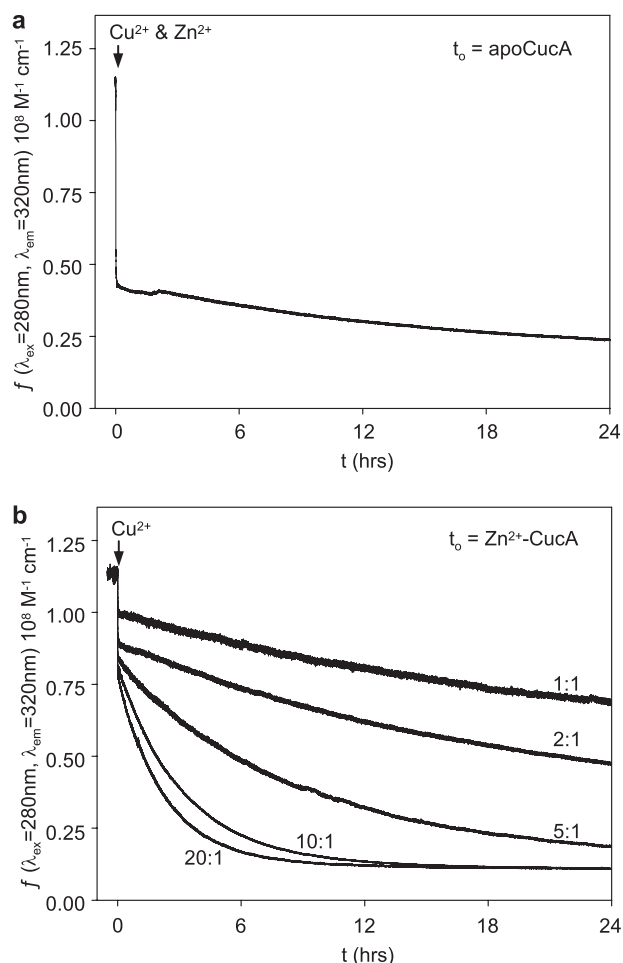 a
Cu²⁺ & Zn²⁺
tₒ = apoCucA
ƒ (λₑₓ=280nm, λₑₘ=320nm) 10⁸ M⁻¹ cm⁻¹
1.25
1.00
0.75
0.50
0.25
0.00
0 6 12 18 24
t (hrs)
b
Cu²⁺
tₒ = Zn²⁺-CucA
ƒ (λₑₓ=280nm, λₑₘ=320nm) 10⁸ M⁻¹ cm⁻¹
1.25
1.00
0.75
0.50
0.25
0.00
1:1
2:1
5:1
10:1
20:1
0 6 12 18 24
t (hrs)